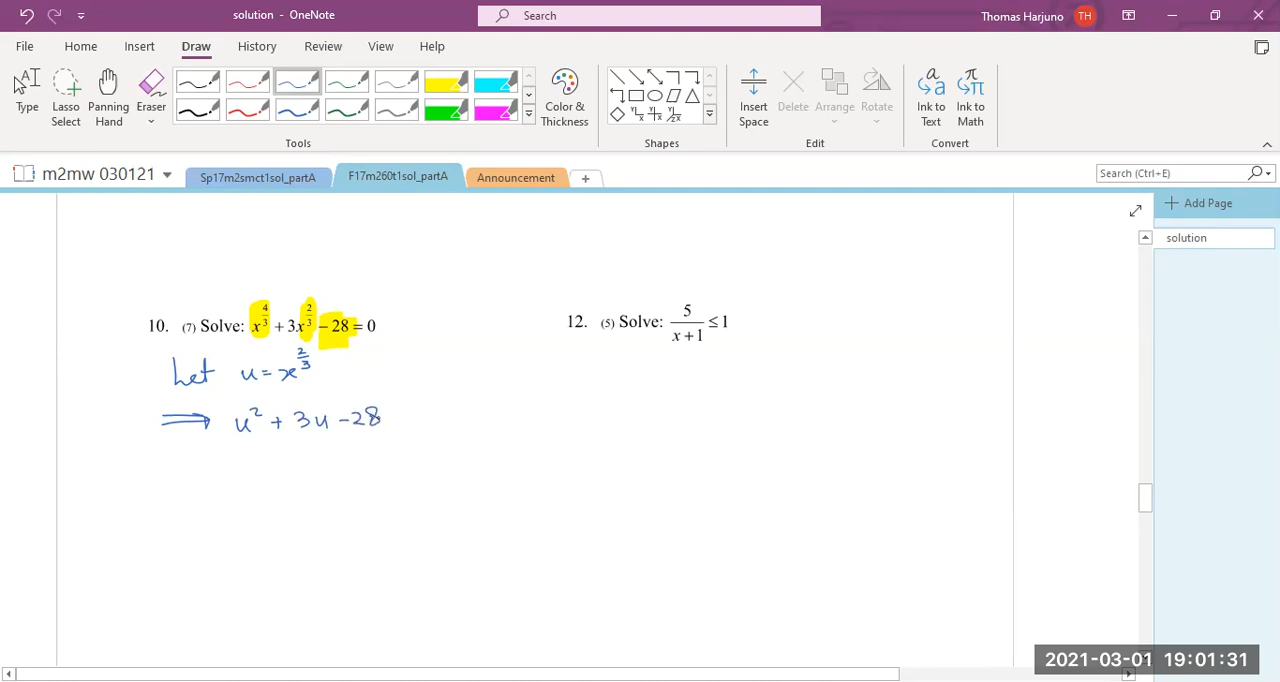 solution - OneNote
Search
Thomas Harjuno TH
File Home Insert Draw History Review View Help
Type Lasso Select Panning Hand Eraser Color & Thickness Insert Space Delete Arrange Rotate Ink to Text Ink to Math
Tools Shapes Edit Convert
m2mw 030121 Sp17m2smct1sol_partA F17m260t1sol_partA Announcement + Search (Ctrl+E)
+ Add Page
solution
10. (7) Solve: x^{4/3} + 3x^{2/3} − 28 = 0
12. (5) Solve: 5/(x+1) ≤ 1
Let u = x^{2/3}
⟹ u² + 3u − 28
2021-03-01 19:01:31